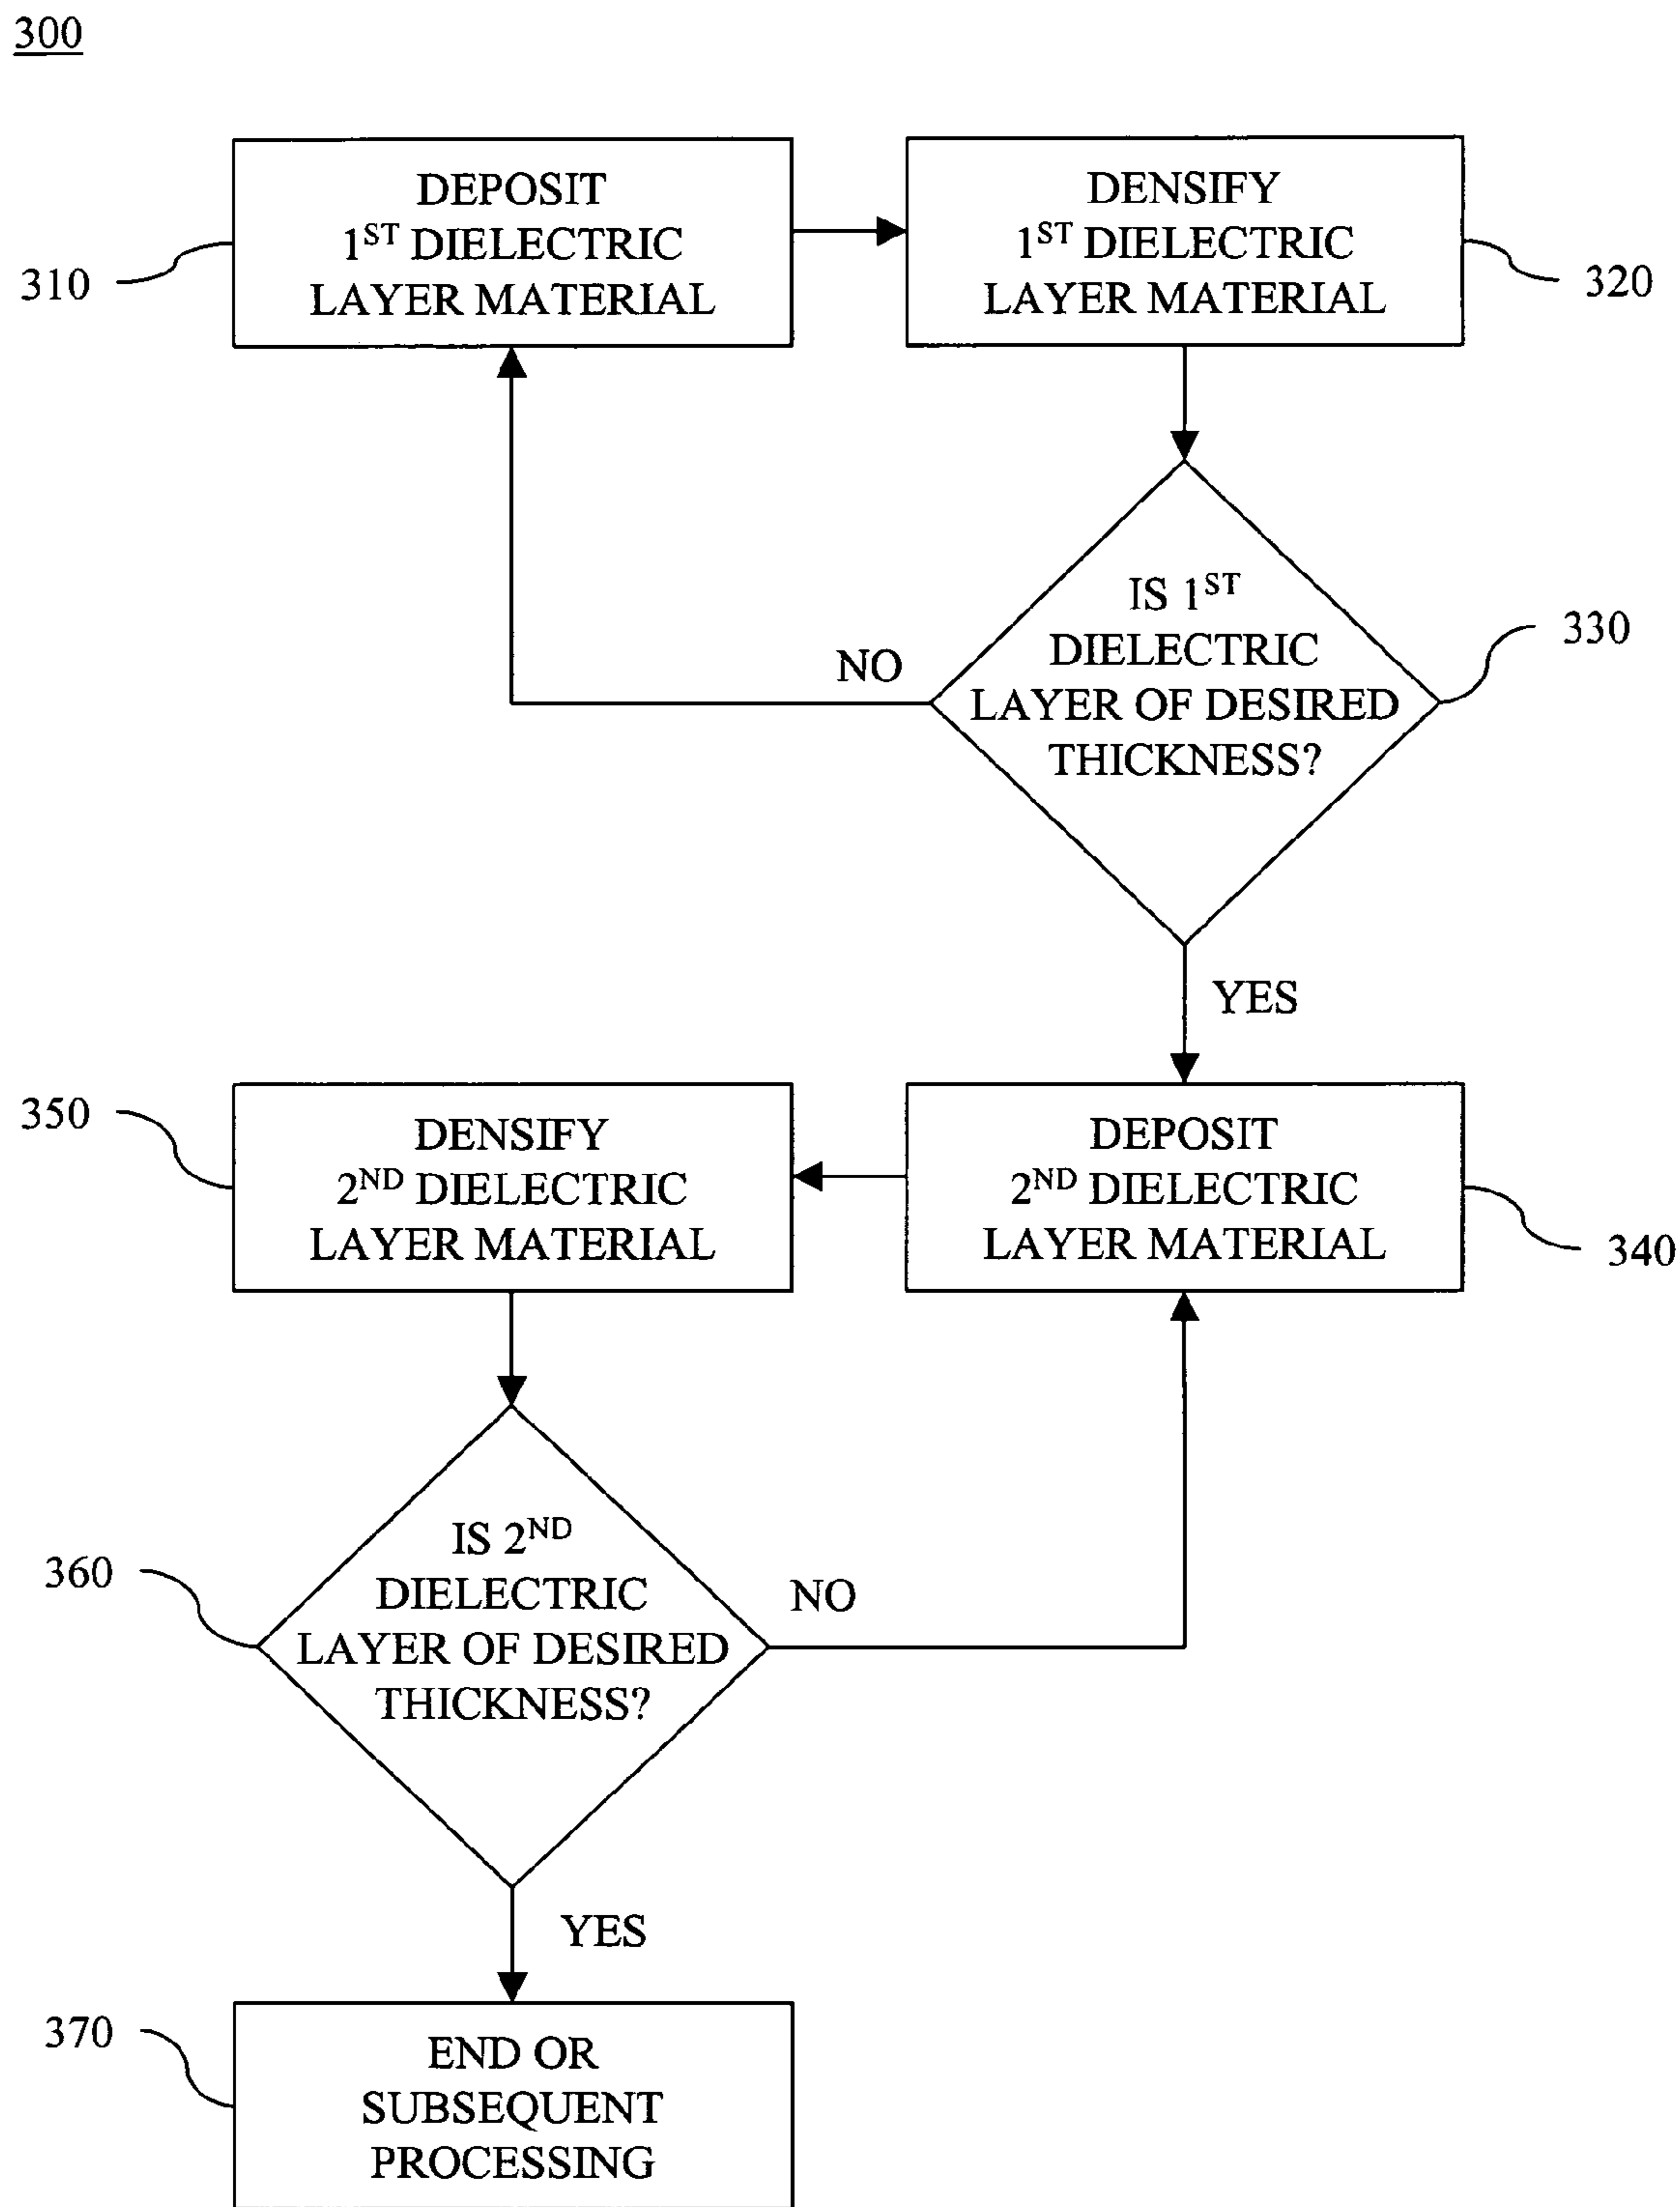 300
DEPOSIT
1ST DIELECTRIC
LAYER MATERIAL
310
DENSIFY
1ST DIELECTRIC
LAYER MATERIAL
320
IS 1ST
DIELECTRIC
LAYER OF DESIRED
THICKNESS?
330
NO
YES
DEPOSIT
2ND DIELECTRIC
LAYER MATERIAL
340
DENSIFY
2ND DIELECTRIC
LAYER MATERIAL
350
IS 2ND
DIELECTRIC
LAYER OF DESIRED
THICKNESS?
360
NO
YES
END OR
SUBSEQUENT
PROCESSING
370